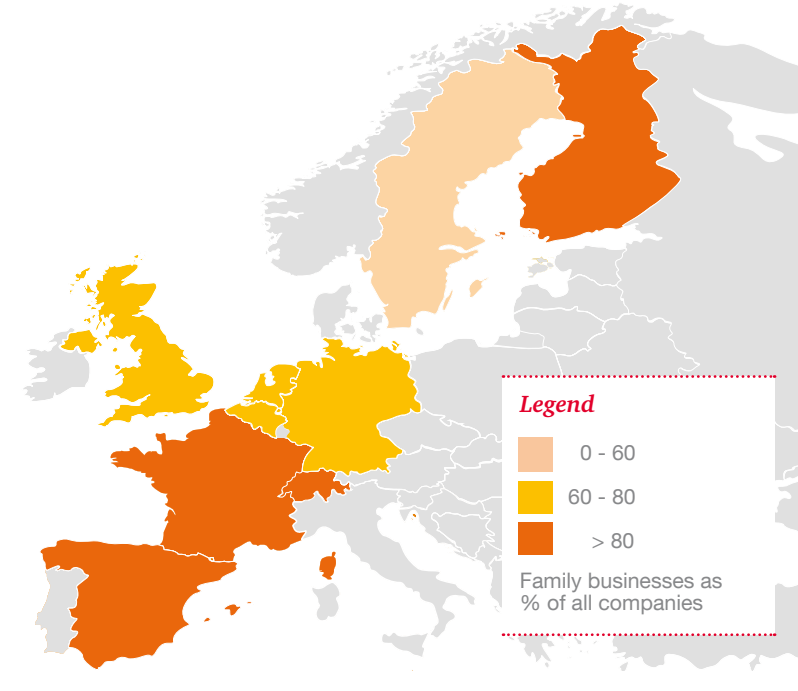 Legend
0 - 60
60 - 80
> 80
Family businesses as
% of all companies